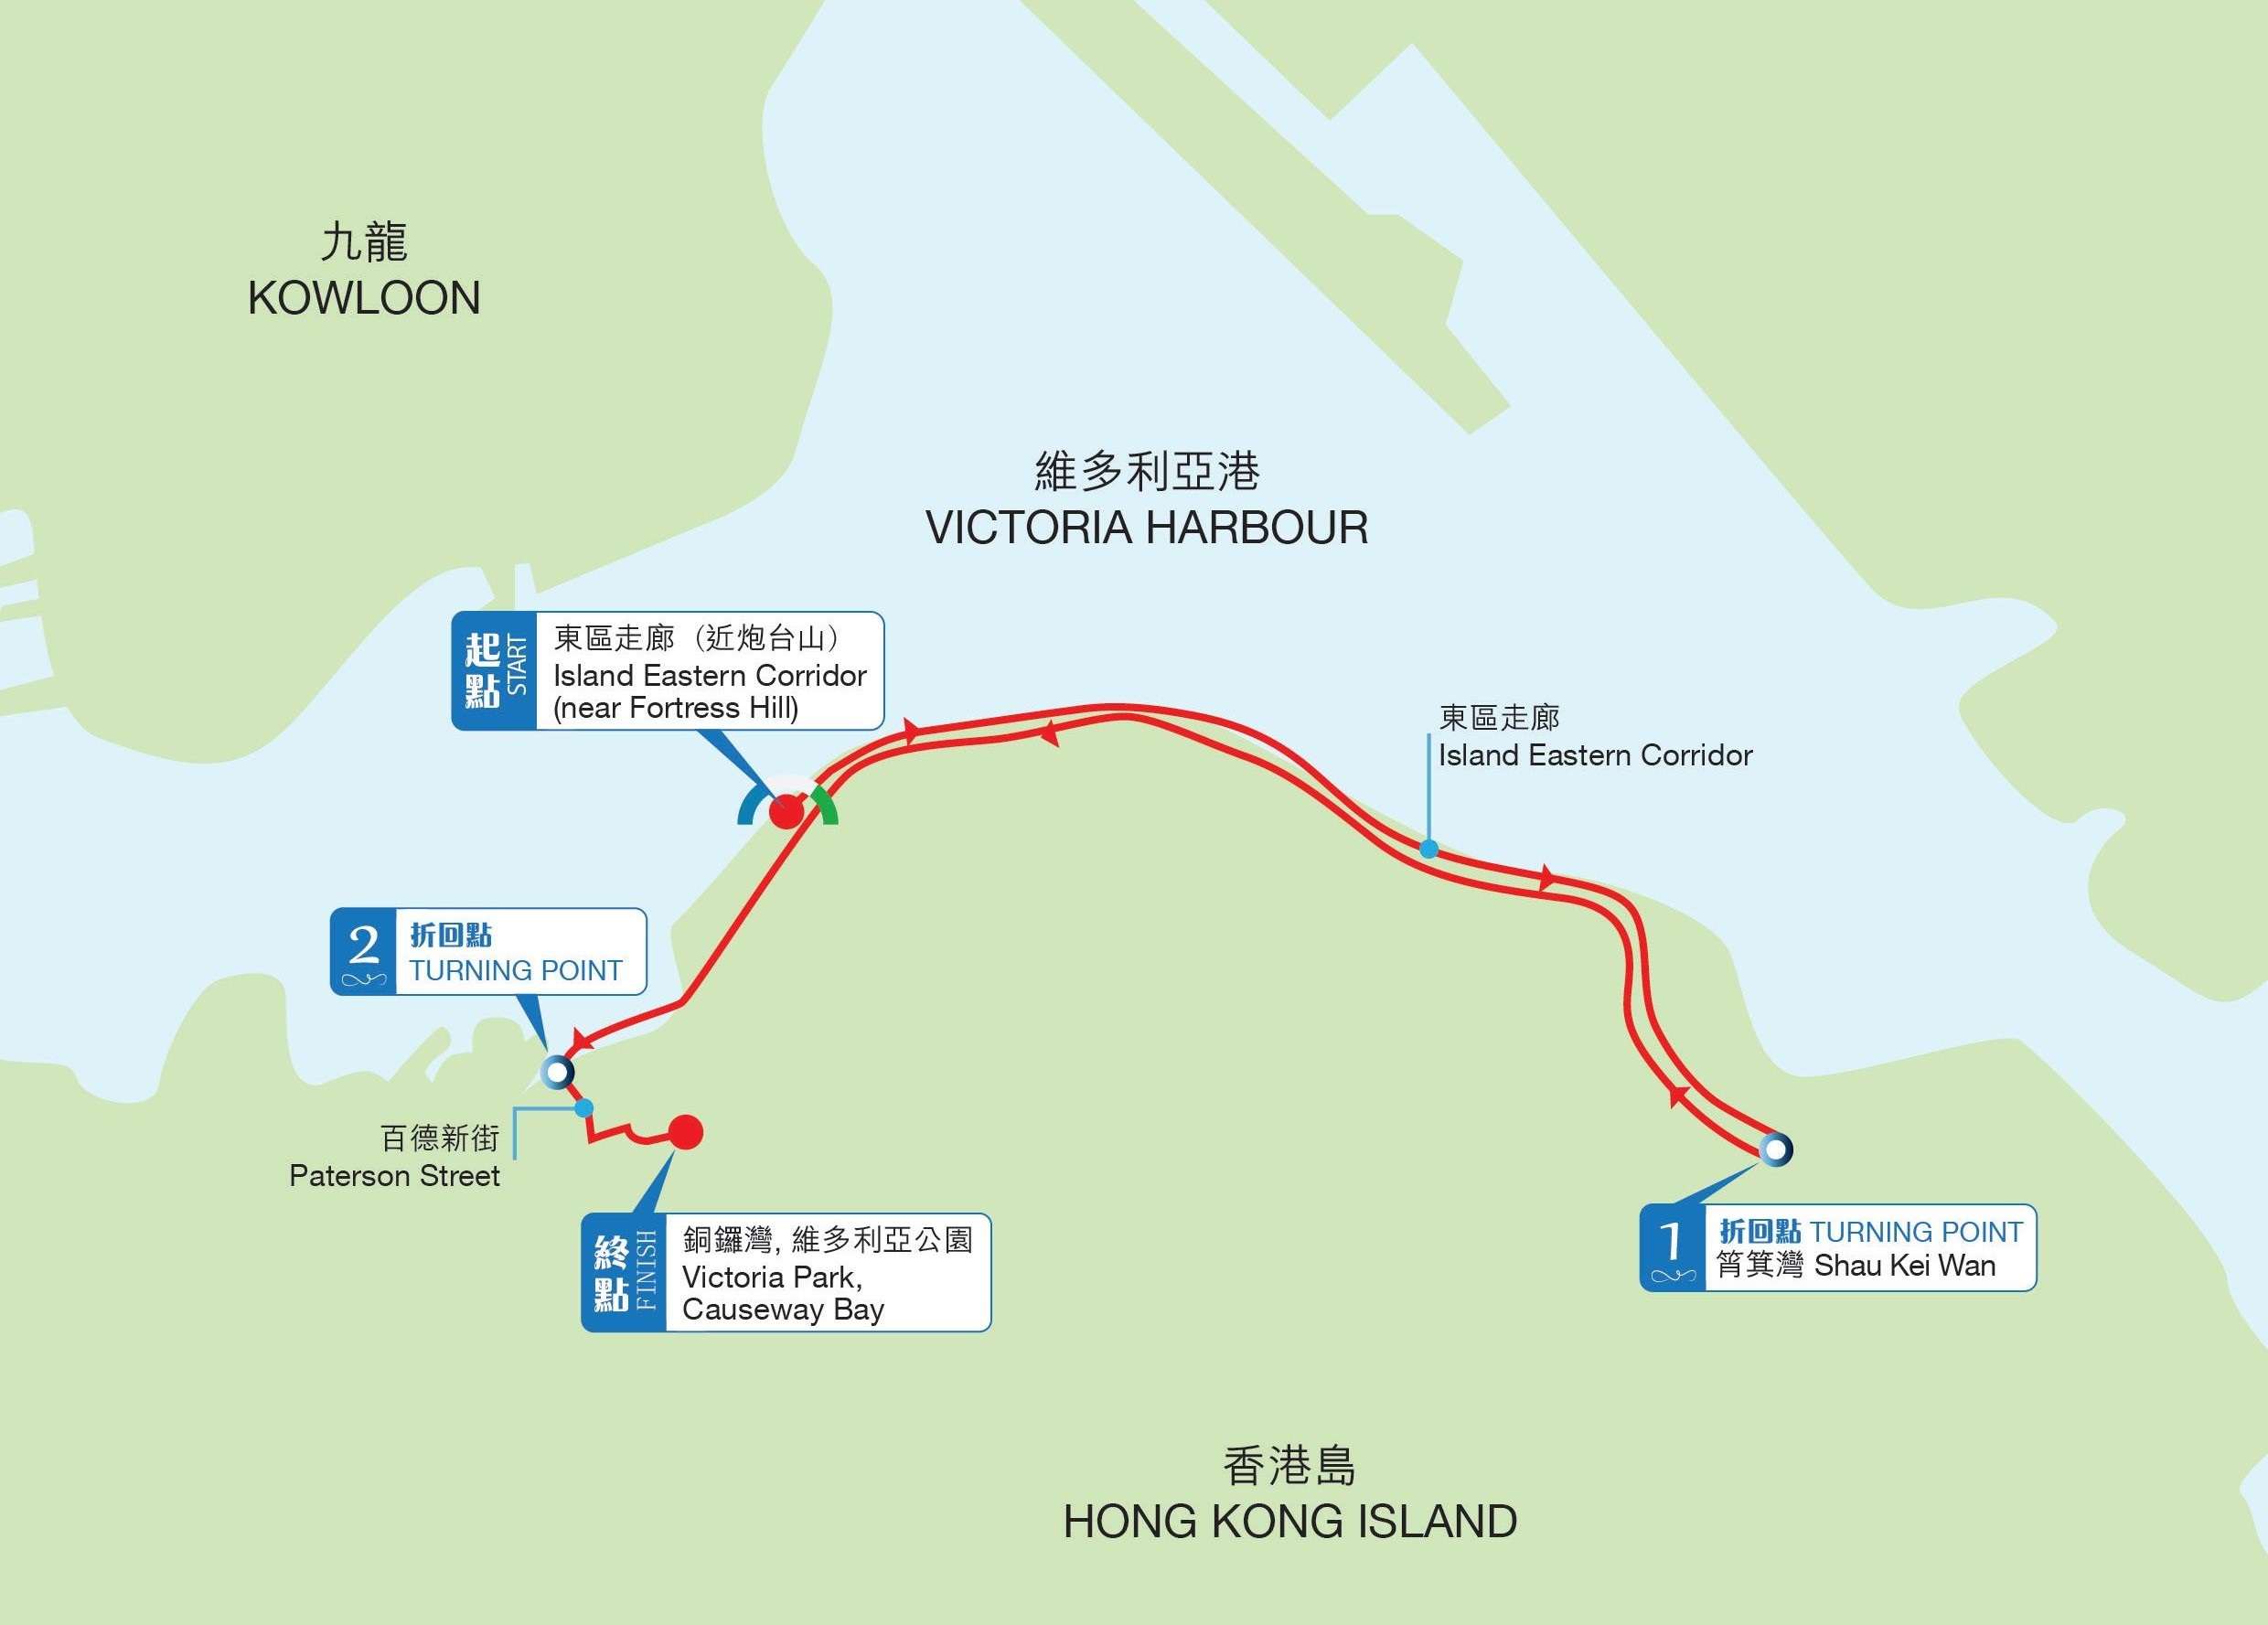 九龍
KOWLOON
維多利亞港
VICTORIA HARBOUR
起點
START
東區走廊（近炮台山）
Island Eastern Corridor
(near Fortress Hill)
東區走廊
Island Eastern Corridor
2
折回點
TURNING POINT
百德新街
Paterson Street
終點
FINISH
銅鑼灣, 維多利亞公園
Victoria Park,
Causeway Bay
1
折回點 TURNING POINT
筲箕灣 Shau Kei Wan
香港島
HONG KONG ISLAND